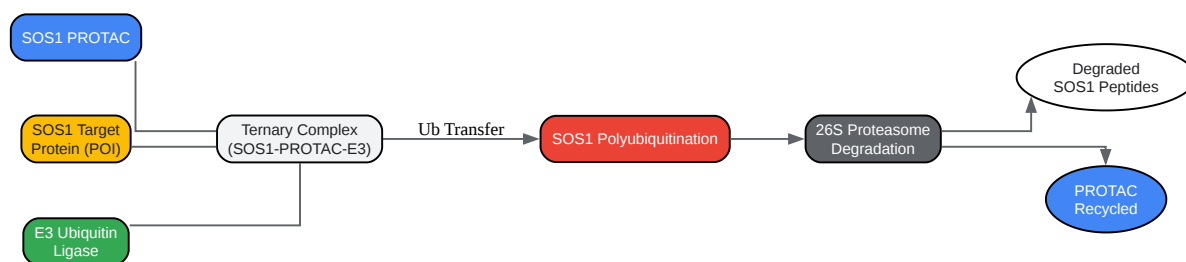 SOS1 PROTAC
SOS1 Target
Protein (POI)
E3 Ubiquitin
Ligase
Ternary Complex
(SOS1-PROTAC-E3)
Ub Transfer
SOS1 Polyubiquitination
26S Proteasome
Degradation
Degraded
SOS1 Peptides
PROTAC
Recycled